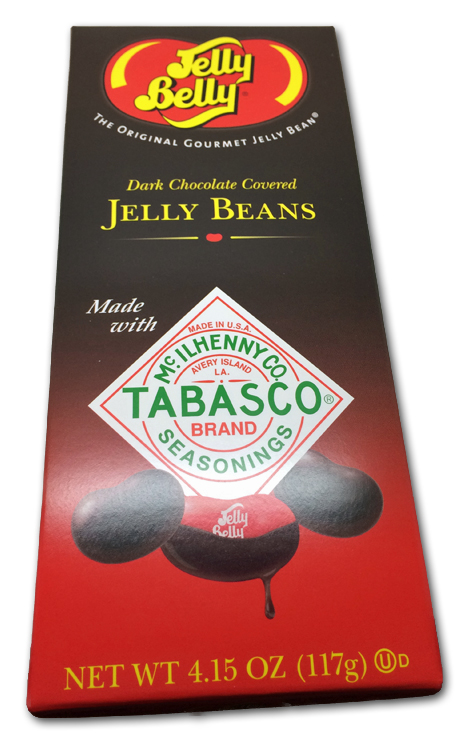 Jelly
Belly®
THE ORIGINAL GOURMET JELLY BEAN®
Dark Chocolate Covered
JELLY BEANS
Made
with
MADE IN U.S.A.
McILHENNY CO.
AVERY ISLAND
LA.
TABASCO®
BRAND
SEASONINGS
Jelly
Belly
NET WT 4.15 OZ (117g) ⓊD